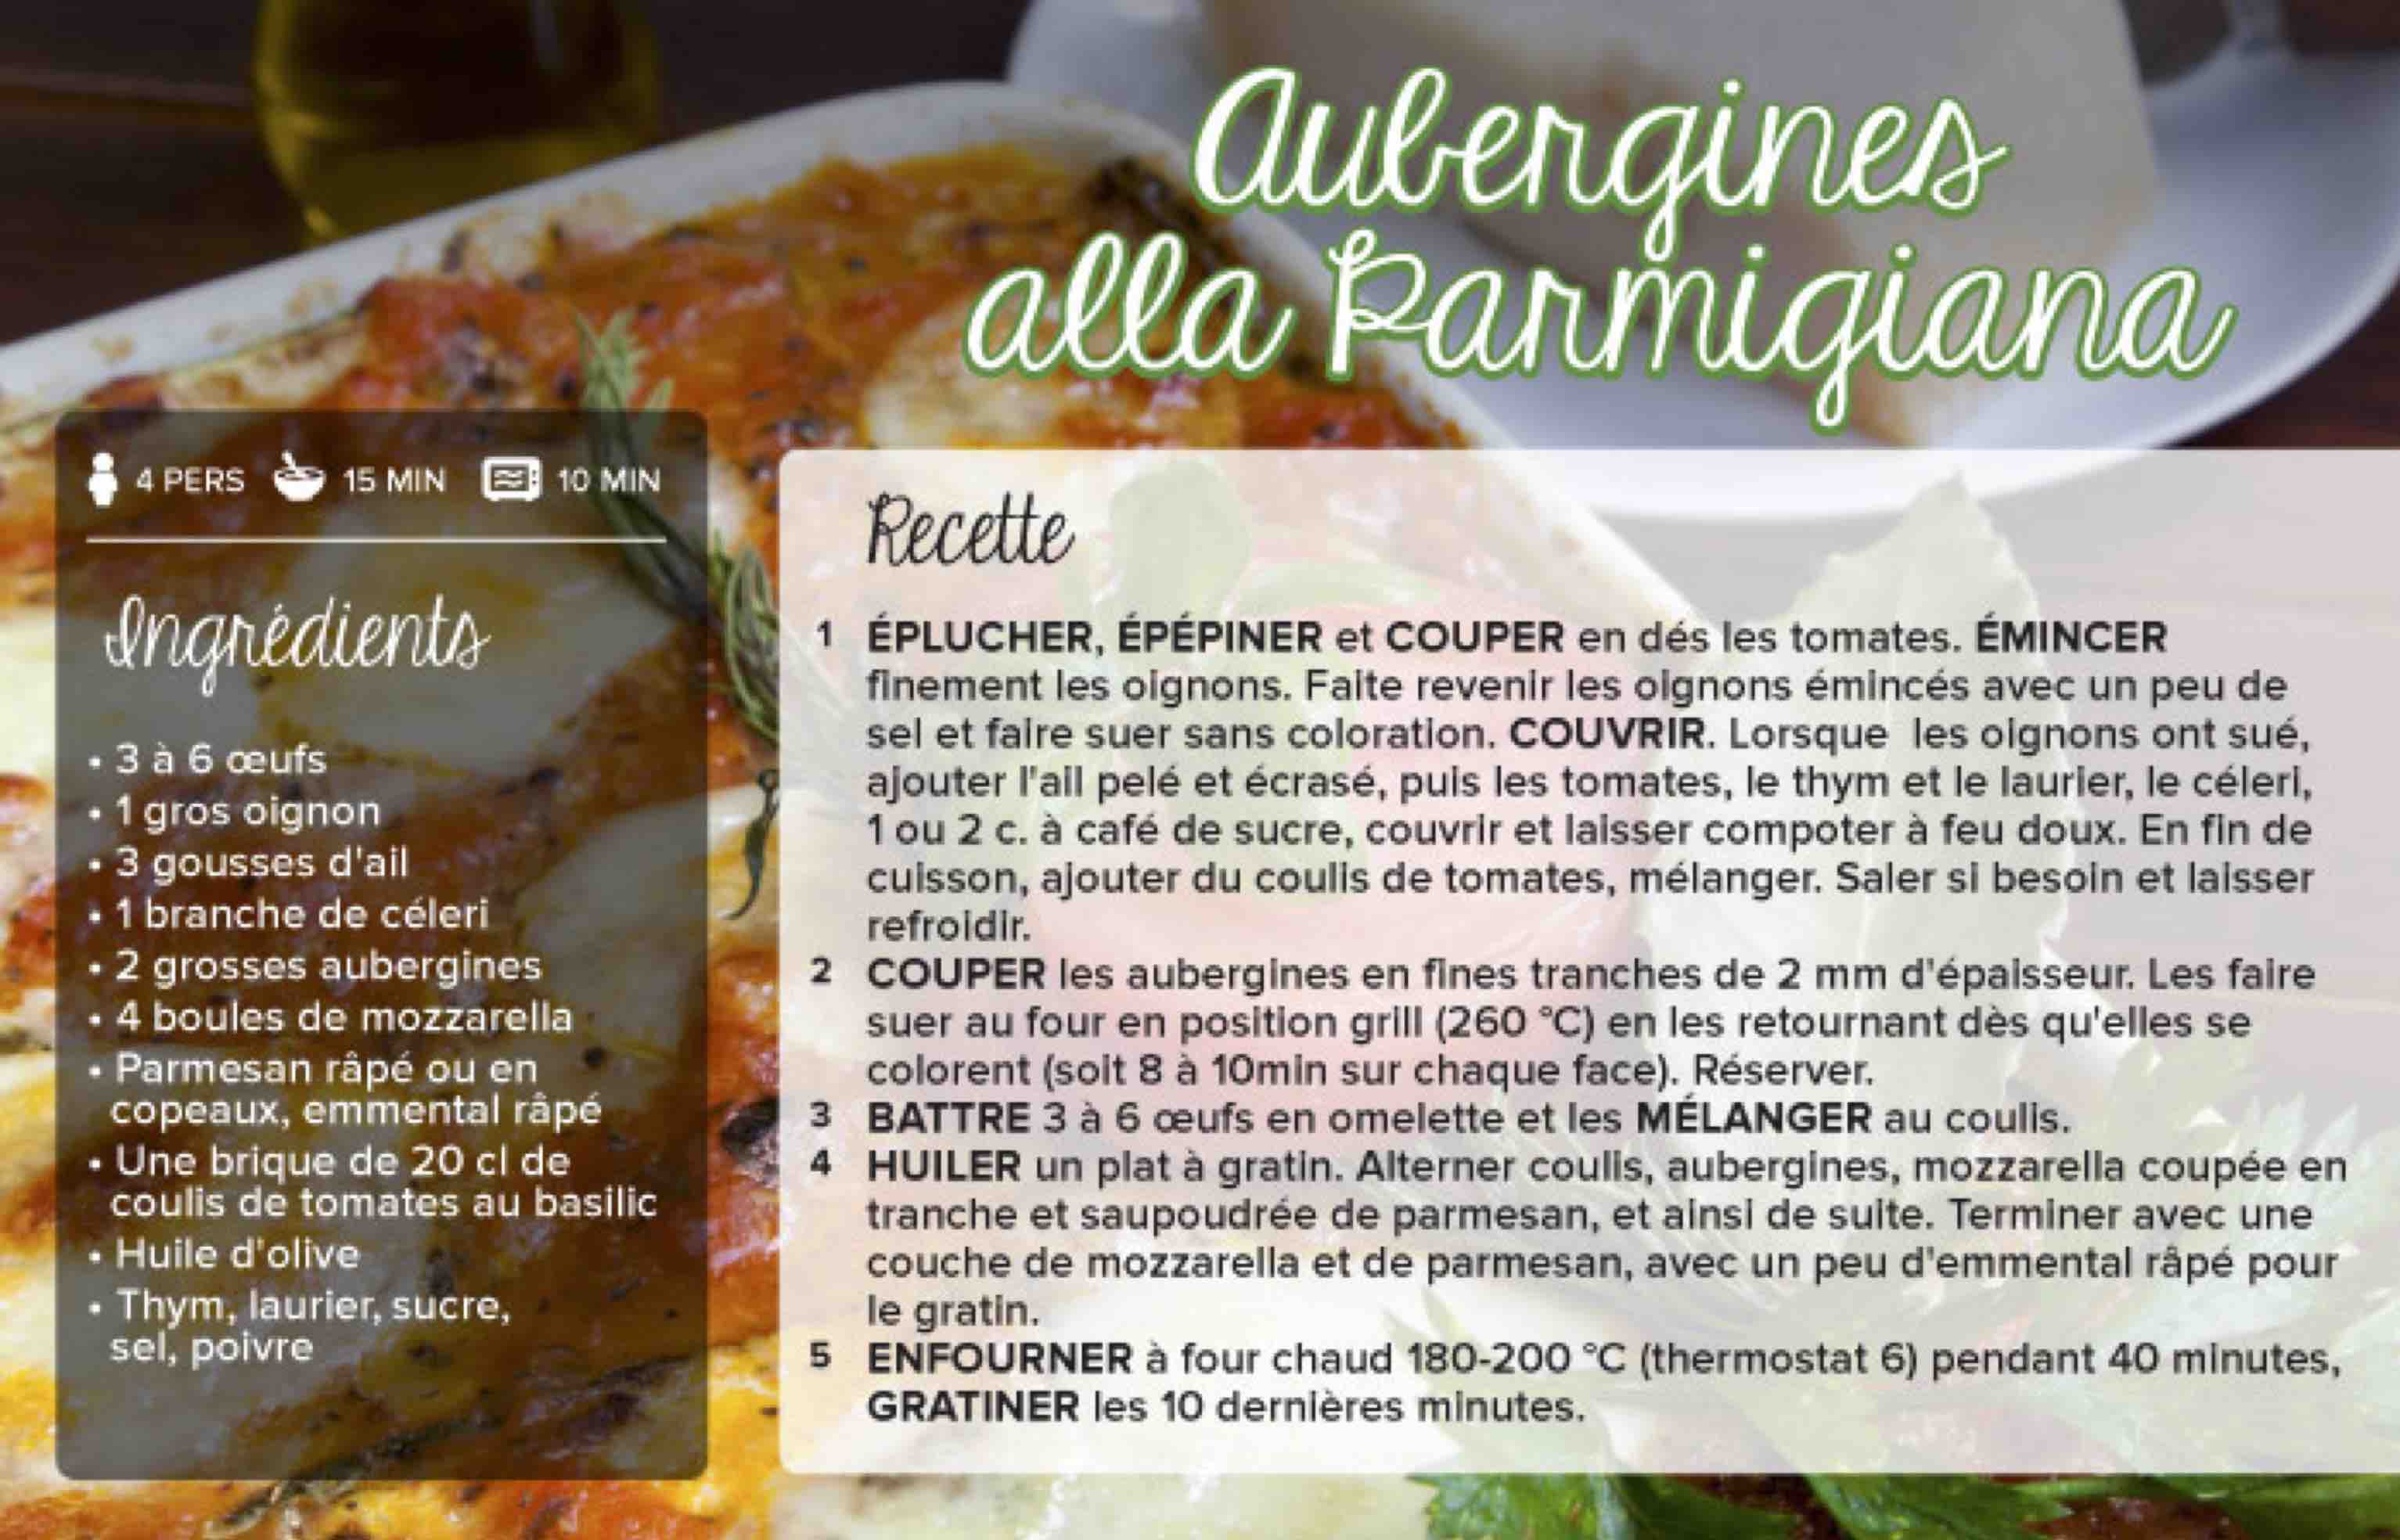 Aubergines
alla Parmigiana
4 PERS 15 MIN 10 MIN
Ingrédients
• 3 à 6 œufs
• 1 gros oignon
• 3 gousses d'ail
• 1 branche de céleri
• 2 grosses aubergines
• 4 boules de mozzarella
• Parmesan râpé ou en
copeaux, emmental râpé
• Une brique de 20 cl de
coulis de tomates au basilic
• Huile d'olive
• Thym, laurier, sucre,
sel, poivre
Recette
1 ÉPLUCHER, ÉPÉPINER et COUPER en dés les tomates. ÉMINCER
finement les oignons. Faite revenir les oignons émincés avec un peu de
sel et faire suer sans coloration. COUVRIR. Lorsque les oignons ont sué,
ajouter l'ail pelé et écrasé, puis les tomates, le thym et le laurier, le céleri,
1 ou 2 c. à café de sucre, couvrir et laisser compoter à feu doux. En fin de
cuisson, ajouter du coulis de tomates, mélanger. Saler si besoin et laisser
refroidir.
2 COUPER les aubergines en fines tranches de 2 mm d'épaisseur. Les faire
suer au four en position grill (260 °C) en les retournant dès qu'elles se
colorent (soit 8 à 10min sur chaque face). Réserver.
3 BATTRE 3 à 6 œufs en omelette et les MÉLANGER au coulis.
4 HUILER un plat à gratin. Alterner coulis, aubergines, mozzarella coupée en
tranche et saupoudrée de parmesan, et ainsi de suite. Terminer avec une
couche de mozzarella et de parmesan, avec un peu d'emmental râpé pour
le gratin.
5 ENFOURNER à four chaud 180-200 °C (thermostat 6) pendant 40 minutes,
GRATINER les 10 dernières minutes.